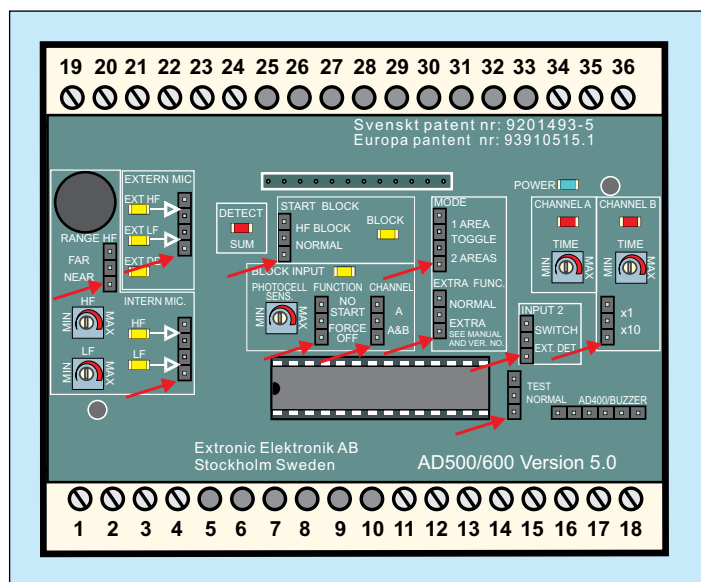 19 20 21 22 23 24 25 26 27 28 29 30 31 32 33 34 35 36
Svenskt patent nr: 9201493-5
Europa pantent nr: 93910515.1
EXTERN MIC
EXT HF
EXT LF
EXT DET
RANGE HF
FAR
NEAR
HF
MIN MAX
LF
MIN MAX
INTERN MIC.
HF
LF
DETECT
SUM
START BLOCK
HF BLOCK
NORMAL
BLOCK
BLOCK INPUT
PHOTOCELL
SENS.
MIN MAX
FUNCTION
NO
START
FORCE
OFF
CHANNEL
A
A&B
MODE
1 AREA
TOGGLE
2 AREAS
EXTRA FUNC.
NORMAL
EXTRA
SEE MANUAL
AND VER. NO.
POWER
CHANNEL A
TIME
MIN MAX
CHANNEL B
TIME
MIN MAX
x1
x10
INPUT 2
SWITCH
EXT. DET
TEST
NORMAL
AD400/BUZZER
Extronic Elektronik AB
Stockholm Sweden
AD500/600 Version 5.0
1 2 3 4 5 6 7 8 9 10 11 12 13 14 15 16 17 18